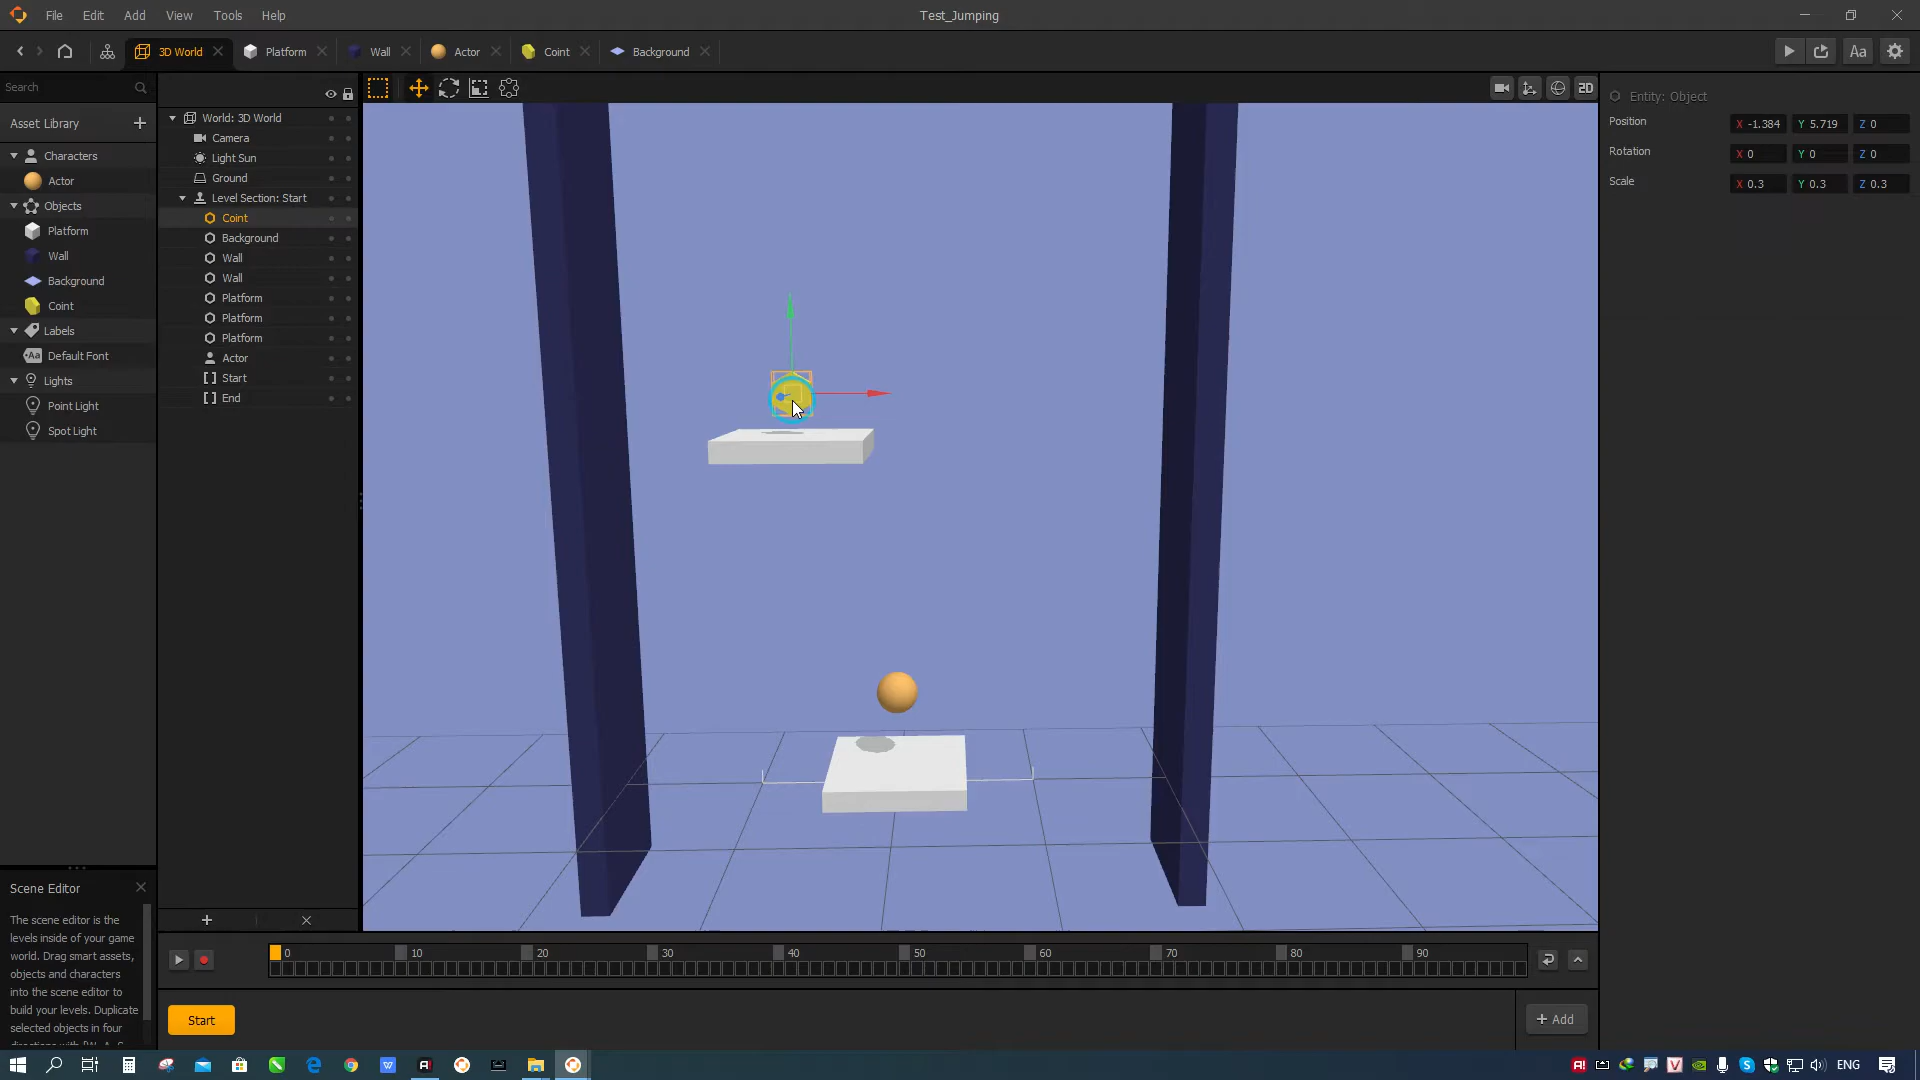 File Edit Add View Tools Help
Test_Jumping
3D World Platform Wall Actor Coint Background
Aa
Search
Asset Library
Characters
Actor
Objects
Platform
Wall
Background
Coint
Labels
Aa Default Font
Lights
Point Light
Spot Light
World: 3D World
Camera
Light Sun
Ground
Level Section: Start
Coint
Background
Wall
Wall
Platform
Platform
Platform
Actor
Start
End
2D
Entity: Object
Position X -1.384 Y 5.719 Z 0
Rotation X 0 Y 0 Z 0
Scale X 0.3 Y 0.3 Z 0.3
Scene Editor
The scene editor is the
levels inside of your game
world. Drag smart assets,
objects and characters
into the scene editor to
build your levels. Duplicate
selected objects in four
0 10 20 30 40 50 60 70 80 90
Start
+ Add
ENG